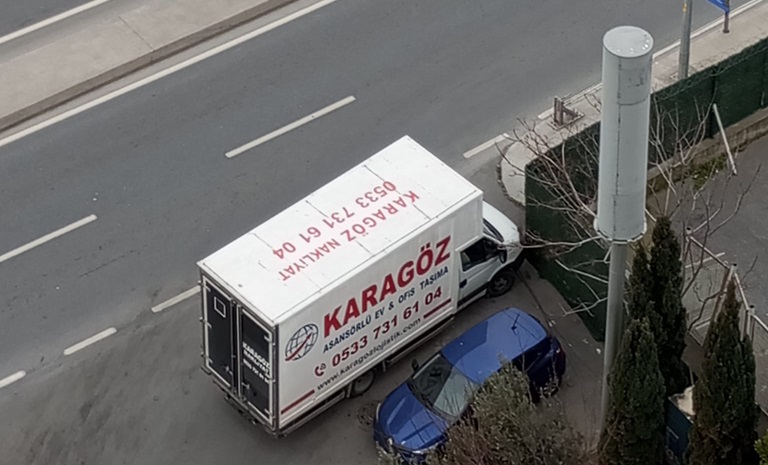 KARAGÖZ NAKLİYAT
0533 731 61 04
KARAGÖZ
ASANSÖRLÜ EV & OFİS TAŞIMA
0533 731 61 04
www.karagozlojistik.com
KARAGÖZ